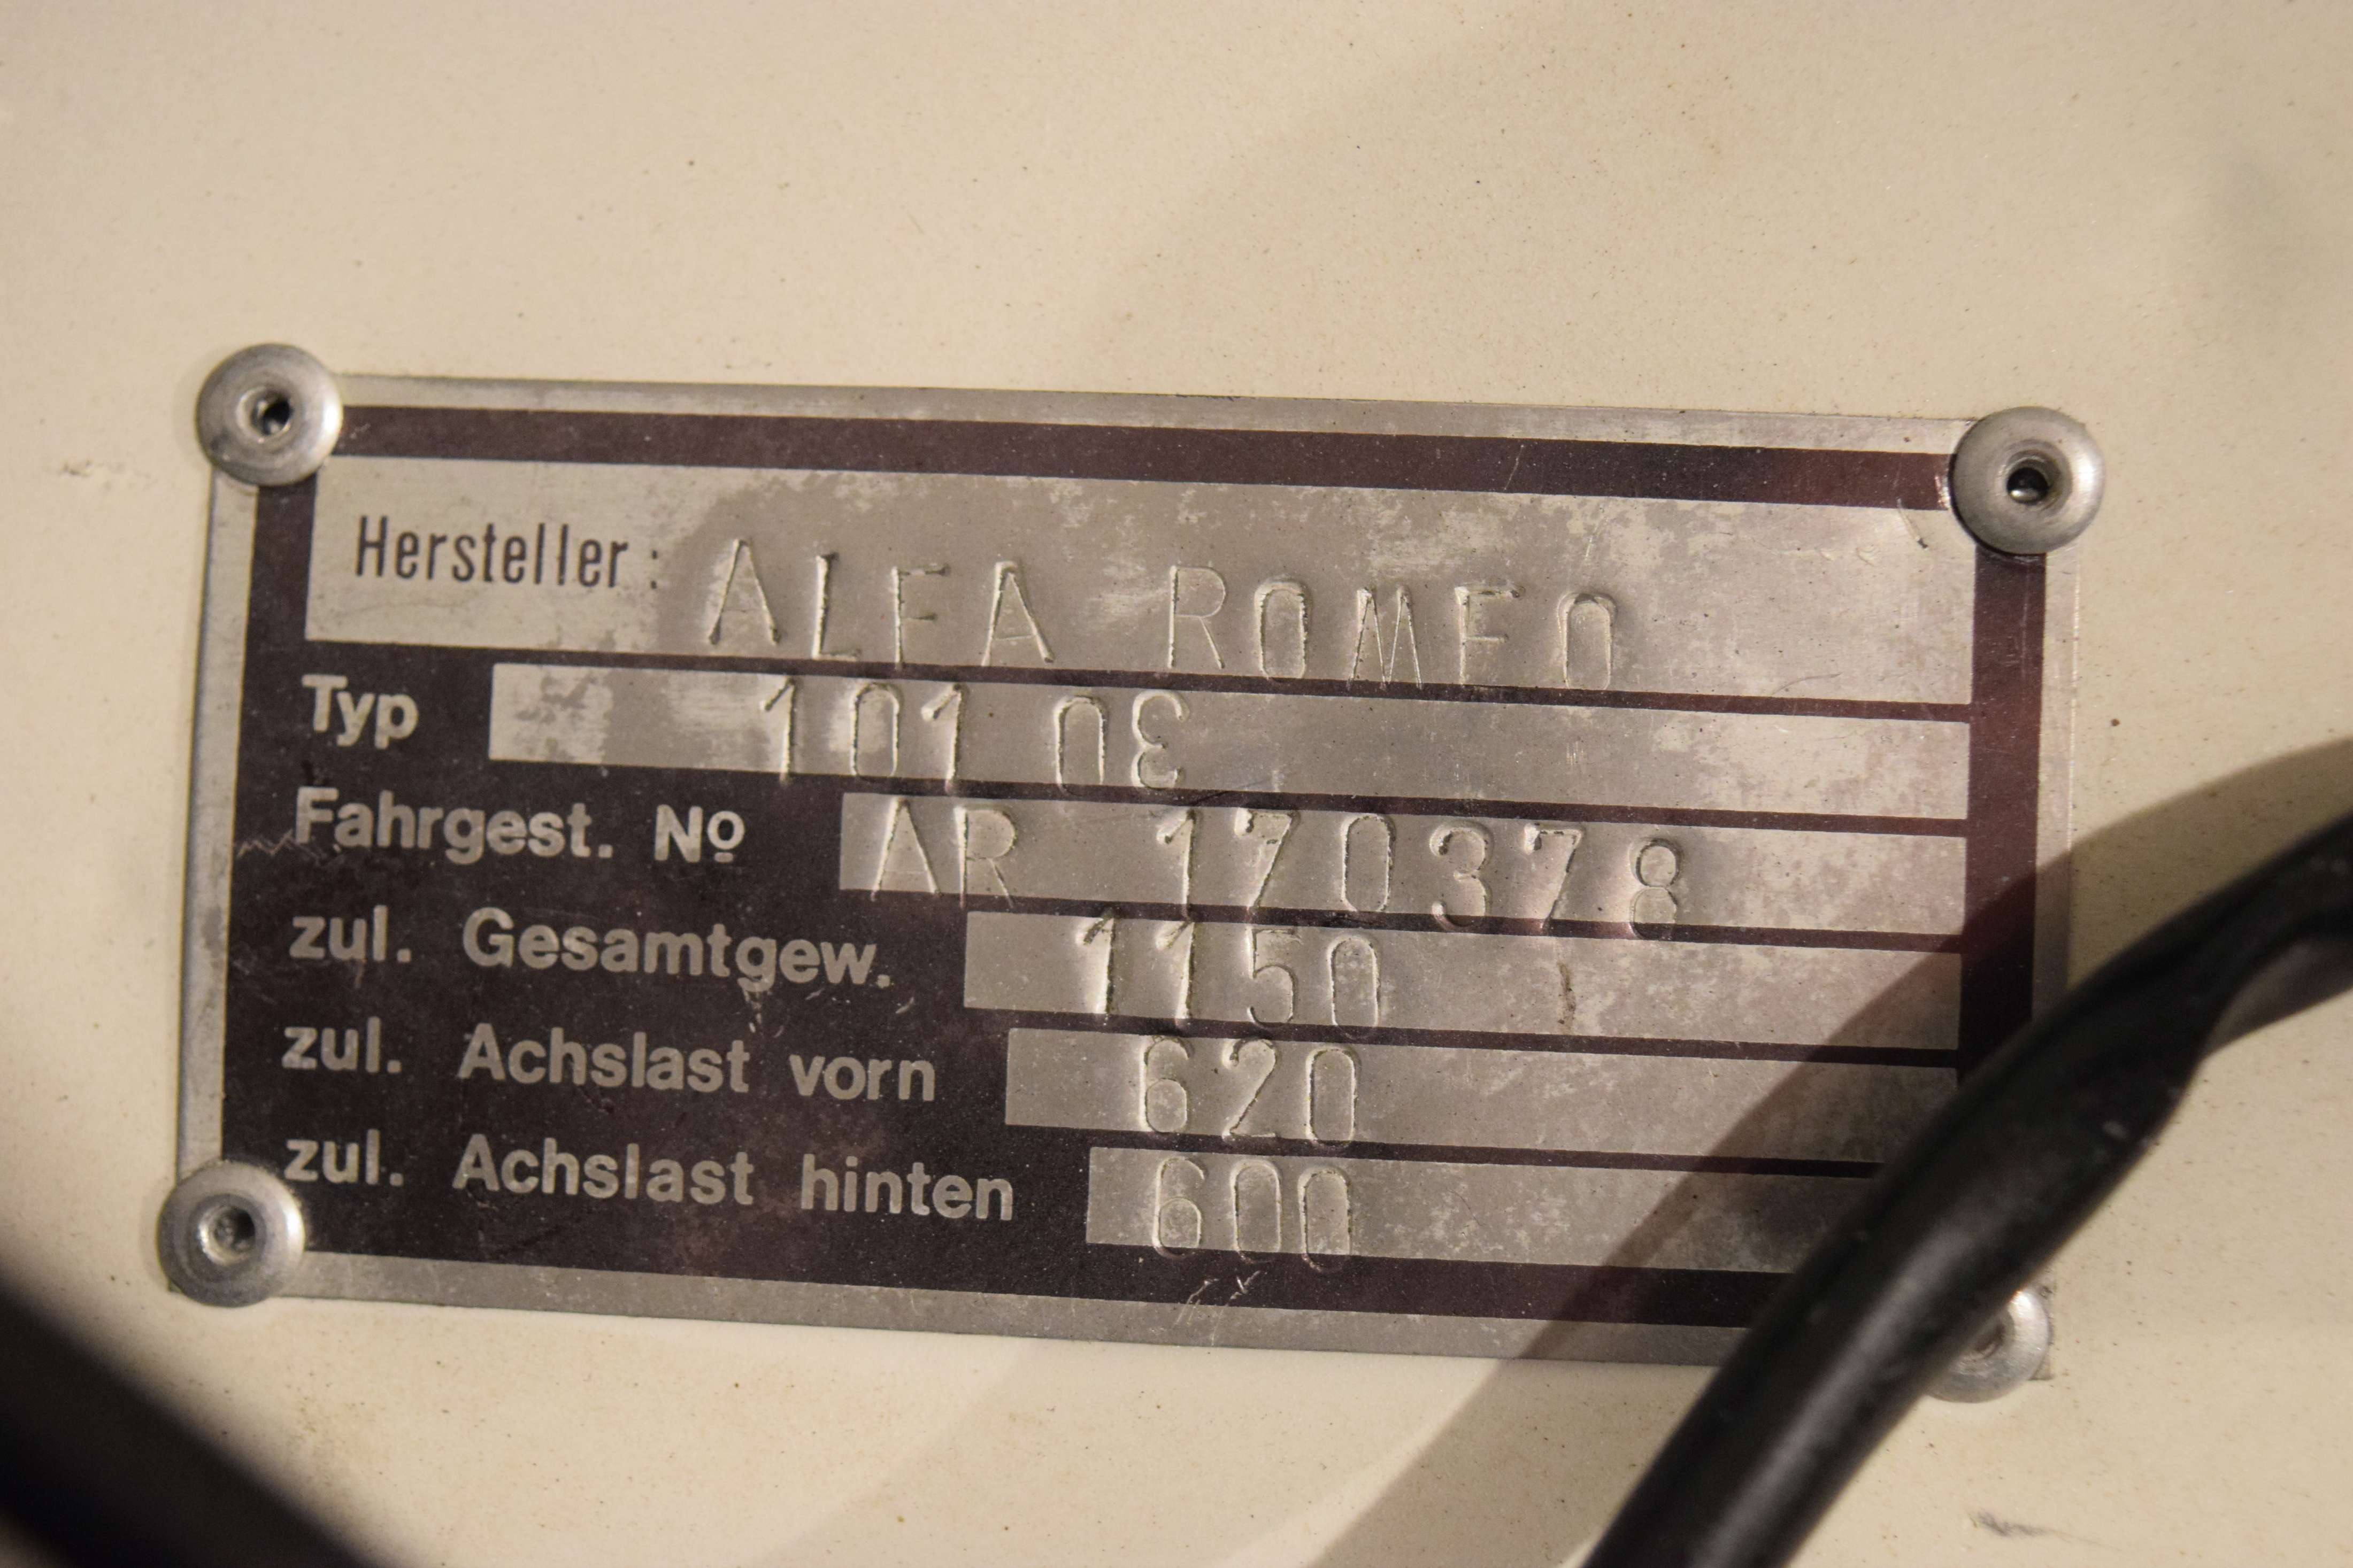 Hersteller: ALFA ROMEO
Typ 101 03
Fahrgest. Nº AR 170378
zul. Gesamtgew. 1150
zul. Achslast vorn 620
zul. Achslast hinten 600